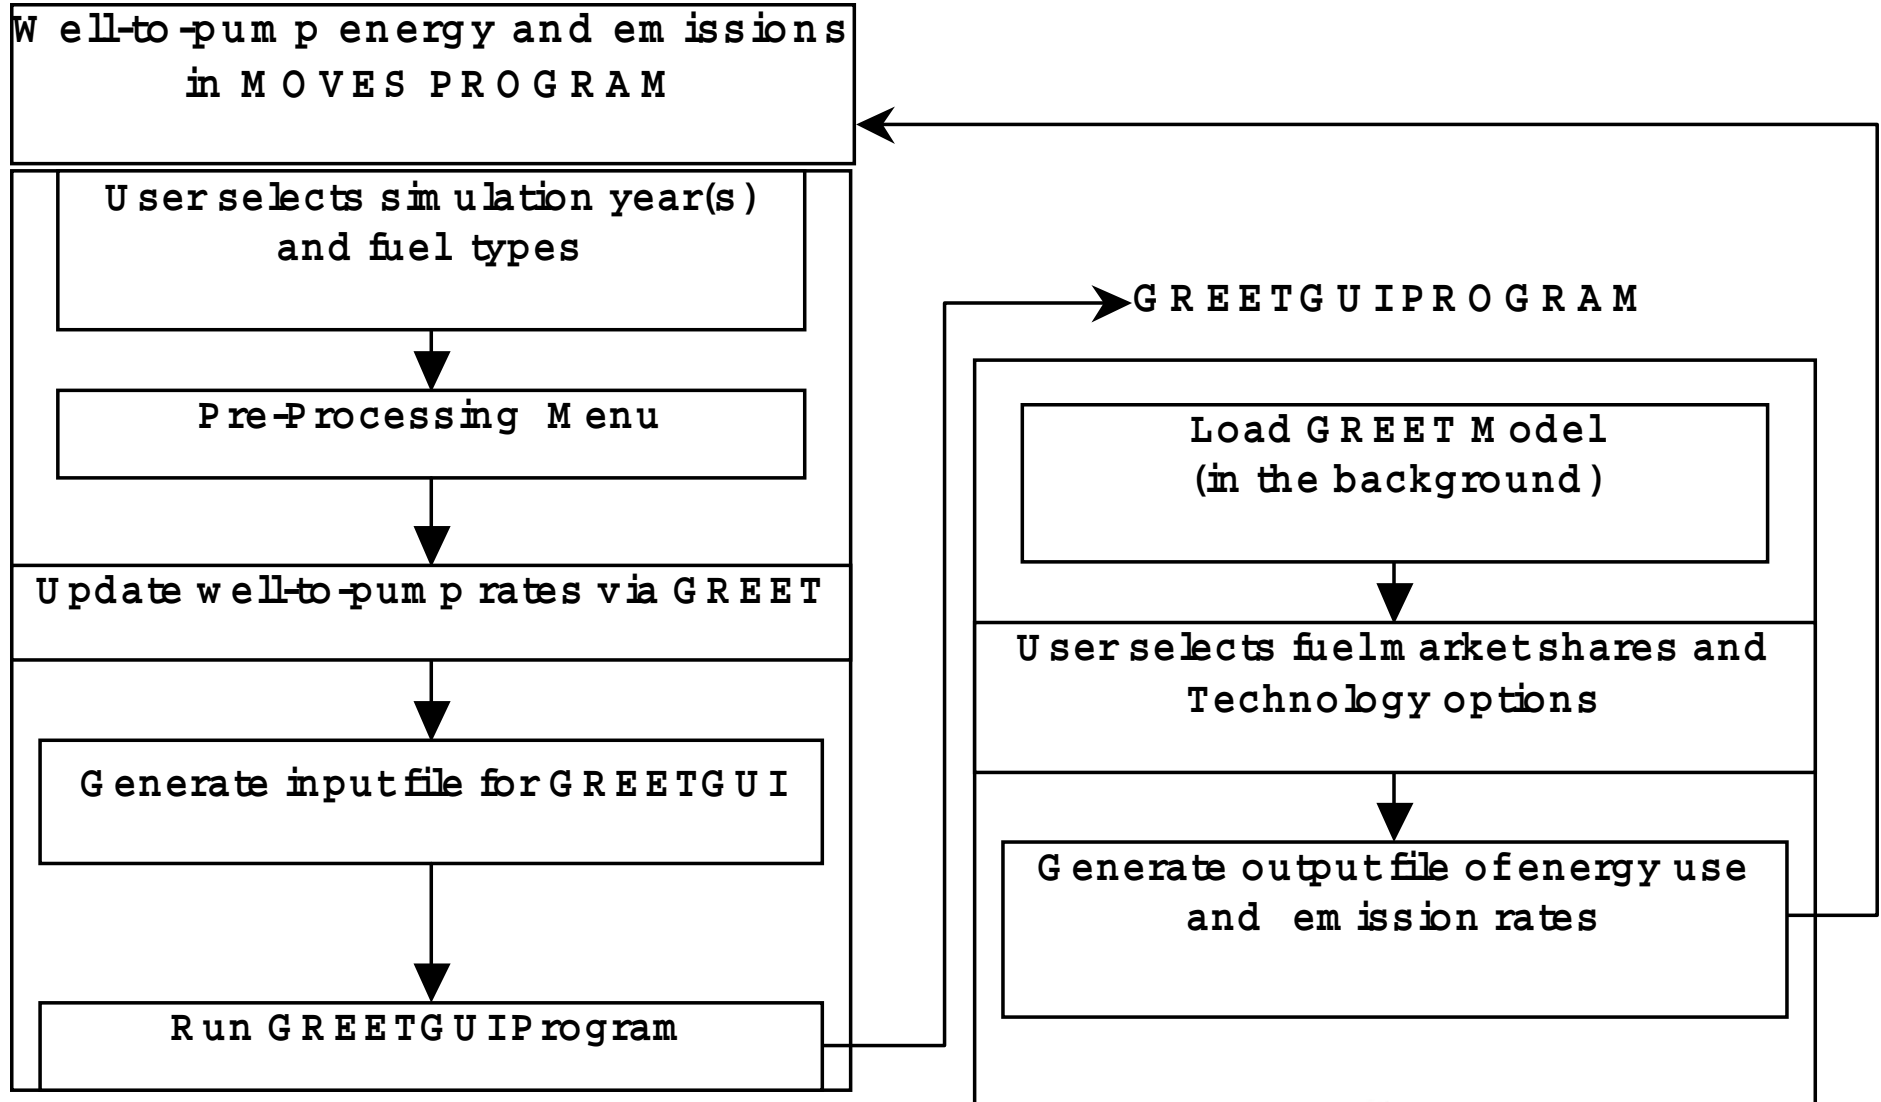 Well-to-pump energy and emissions
in MOVES PROGRAM
User selects simulation year(s)
and fuel types
Pre-Processing Menu
Update well-to-pump rates via GREET
Generate input file for GREETGUI
Run GREETGUI Program
GREETGUI PROGRAM
Load GREET Model
(in the background)
User selects fuel market shares and
Technology options
Generate output file of energy use
and emission rates